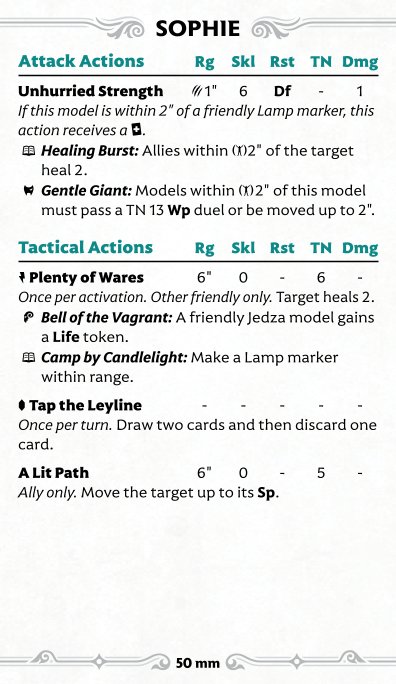 SOPHIE
Attack Actions Rg Skl Rst TN Dmg
Unhurried Strength 1" 6 Df - 1
If this model is within 2" of a friendly Lamp marker, this
action receives a .
Healing Burst: Allies within 2" of the target
heal 2.
Gentle Giant: Models within 2" of this model
must pass a TN 13 Wp duel or be moved up to 2".
Tactical Actions Rg Skl Rst TN Dmg
Plenty of Wares 6" 0 - 6 -
Once per activation. Other friendly only. Target heals 2.
Bell of the Vagrant: A friendly Jedza model gains
a Life token.
Camp by Candlelight: Make a Lamp marker
within range.
Tap the Leyline - - - - -
Once per turn. Draw two cards and then discard one
card.
A Lit Path 6" 0 - 5 -
Ally only. Move the target up to its Sp.
50 mm